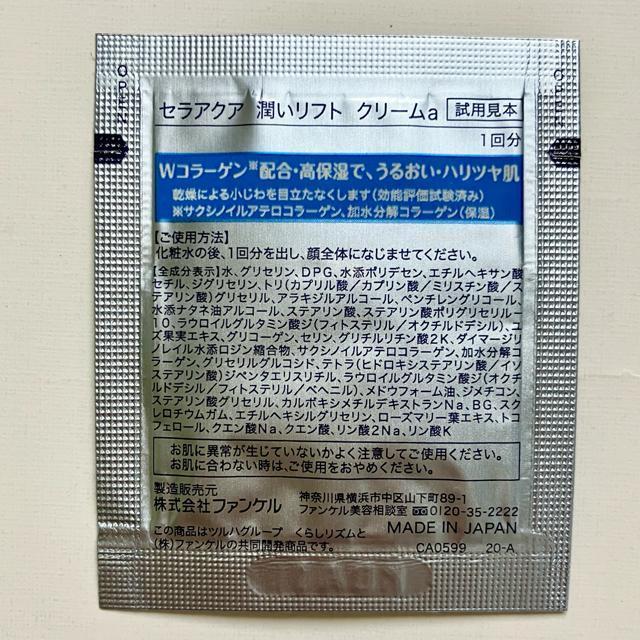 OPEN
OPEN
セラアクア 潤いリフト クリームa 試用見本
1回分
Wコラーゲン※配合・高保湿で、うるおい・ハリツヤ肌
乾燥による小じわを目立たなくします(効能評価試験済み)
※サクシノイルアテロコラーゲン、加水分解コラーゲン(保湿)
【ご使用方法】
化粧水の後、1回分を出し、顔全体になじませてください。
【全成分表示】水、グリセリン、DPG、水添ポリデセン、エチルヘキサン酸
セチル、ジグリセリン、トリ(カプリル酸/カプリン酸/ミリスチン酸/ス
テアリン酸)グリセリル、アラキジルアルコール、ペンチレングリコール、
水添ナタネ油アルコール、ステアリン酸、ステアリン酸ポリグリセリル-
10、ラウロイルグルタミン酸ジ(フィトステリル/オクチルドデシル)、ユ
ズ果実エキス、グリコーゲン、セリン、グリチルリチン酸2K、ダイマージリ
ノレイル水添ロジン縮合物、サクシノイルアテロコラーゲン、加水分解コ
ラーゲン、グリセリルグルコシド、テトラ(ヒドロキシステアリン酸/イソ
ステアリン酸)ジペンタエリスリチル、ラウロイルグルタミン酸ジ(オクチ
ルドデシル/フィトステリル/ベヘニル)、メドウフォーム油、ジメチコン、
ステアリン酸グリセリル、カルボキシメチルデキストランNa、BG、スク
レロチウムガム、エチルヘキシルグリセリン、ローズマリー葉エキス、トコ
フェロール、クエン酸Na、クエン酸、リン酸2Na、リン酸K
お肌に異常が生じていないかよく注意してご使用ください。
お肌に合わない時は、ご使用をおやめください。
製造販売元
株式会社ファンケル
神奈川県横浜市中区山下町89-1
ファンケル美容相談室 0120-35-2222
MADE IN JAPAN
この商品はツルハグループ くらしリズムと
(株)ファンケルの共同開発商品です。
CA0599 20-A